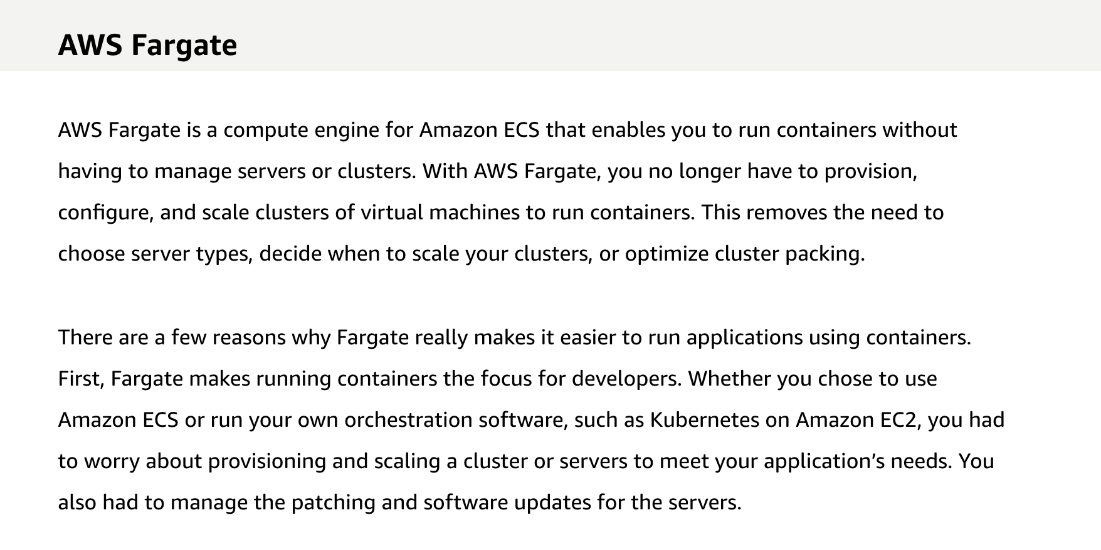 AWS Fargate
AWS Fargate is a compute engine for Amazon ECS that enables you to run containers without
having to manage servers or clusters. With AWS Fargate, you no longer have to provision,
configure, and scale clusters of virtual machines to run containers. This removes the need to
choose server types, decide when to scale your clusters, or optimize cluster packing.
There are a few reasons why Fargate really makes it easier to run applications using containers.
First, Fargate makes running containers the focus for developers. Whether you chose to use
Amazon ECS or run your own orchestration software, such as Kubernetes on Amazon EC2, you had
to worry about provisioning and scaling a cluster or servers to meet your application’s needs. You
also had to manage the patching and software updates for the servers.